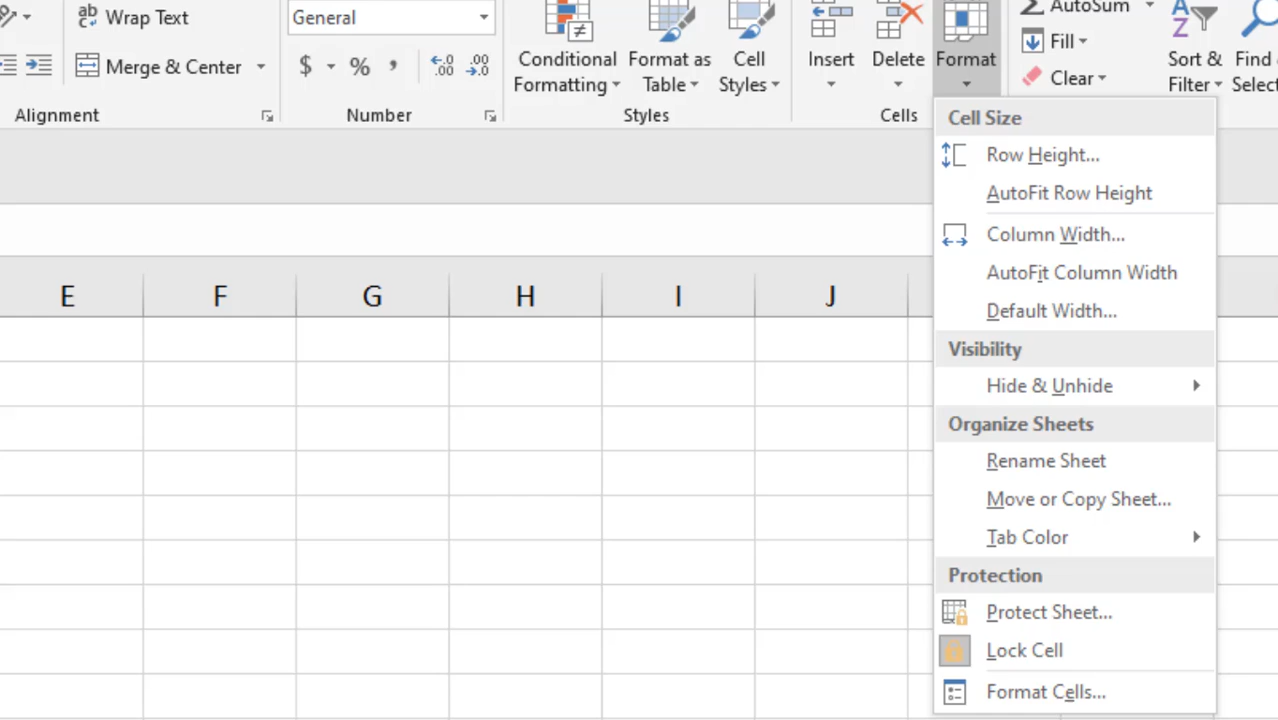 Wrap Text
General
AutoSum
Merge & Center
$ % , .00 .00
Conditional Formatting
Format as Table
Cell Styles
Insert
Delete
Format
Fill
Clear
Sort & Filter
Find
Select
Alignment
Number
Styles
Cells
Cell Size
Row Height...
AutoFit Row Height
Column Width...
AutoFit Column Width
Default Width...
Visibility
Hide & Unhide
Organize Sheets
Rename Sheet
Move or Copy Sheet...
Tab Color
Protection
Protect Sheet...
Lock Cell
Format Cells...
E F G H I J